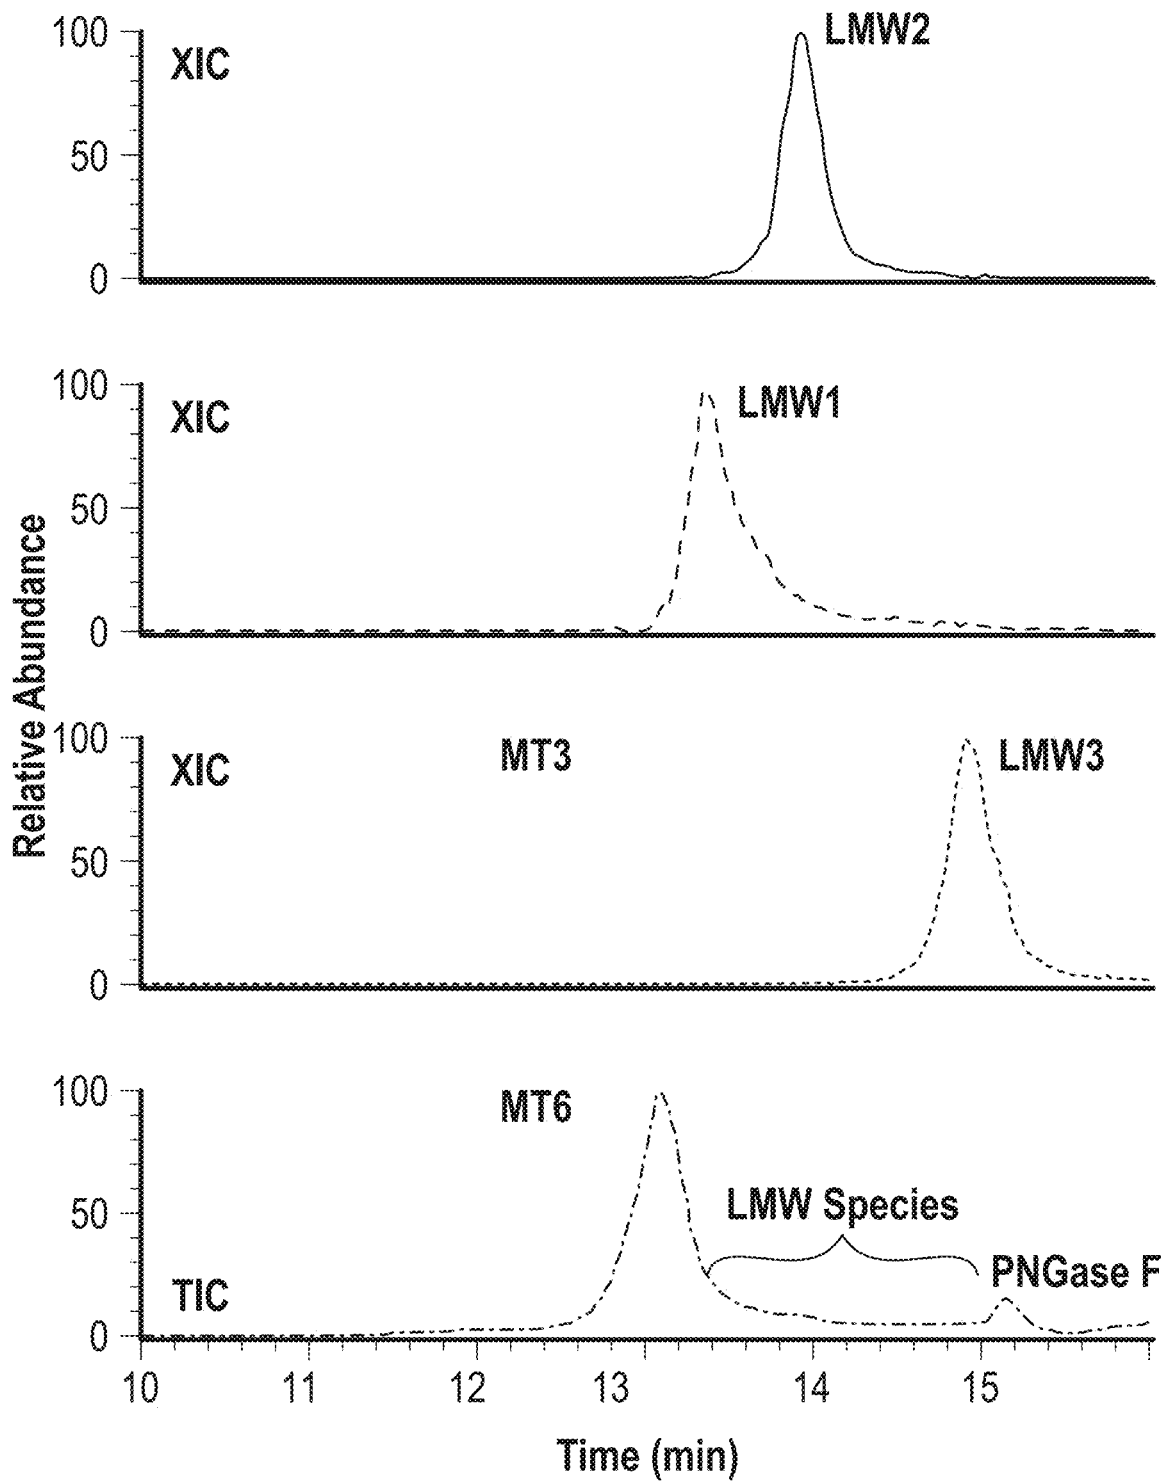 100
XIC
LMW2
50
0
100
XIC
LMW1
50
0
Relative Abundance
100
XIC
MT3
LMW3
50
0
100
MT6
50
LMW Species
TIC
PNGase F
0
10 11 12 13 14 15
Time (min)